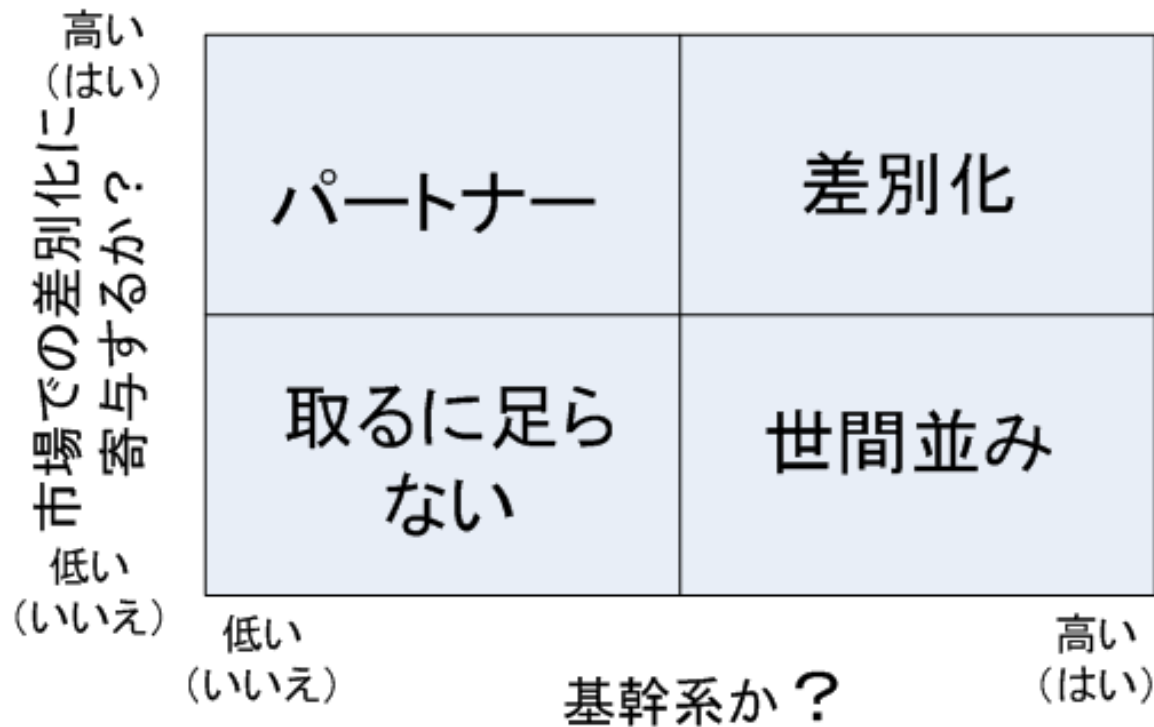 高い
（はい）
市場での差別化に
寄与するか？
低い
（いいえ）
パートナー
差別化
取るに足ら
ない
世間並み
低い
（いいえ）
高い
（はい）
基幹系か？